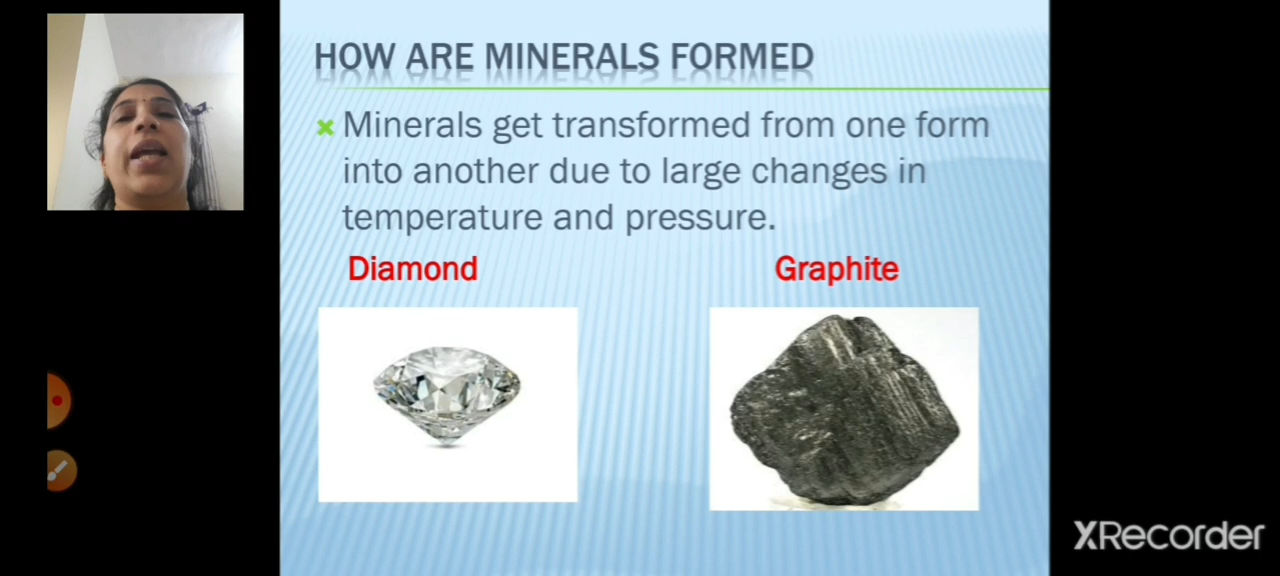 HOW ARE MINERALS FORMED
Minerals get transformed from one form
into another due to large changes in
temperature and pressure.
Diamond
Graphite
XRecorder